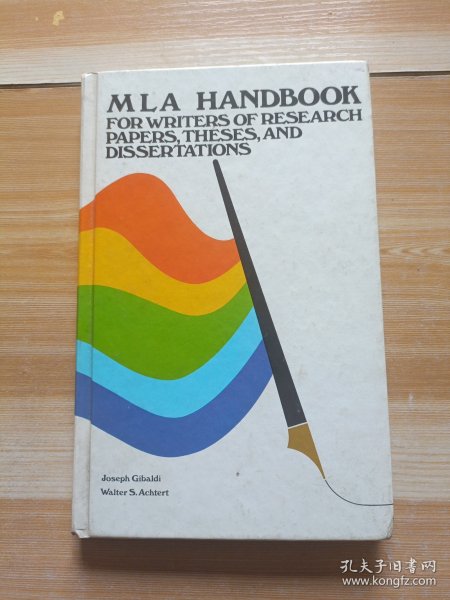 MLA HANDBOOK
FOR WRITERS OF RESEARCH
PAPERS, THESES, AND
DISSERTATIONS
Joseph Gibaldi
Walter S. Achtert
孔夫子旧书网
www.kongfz.com